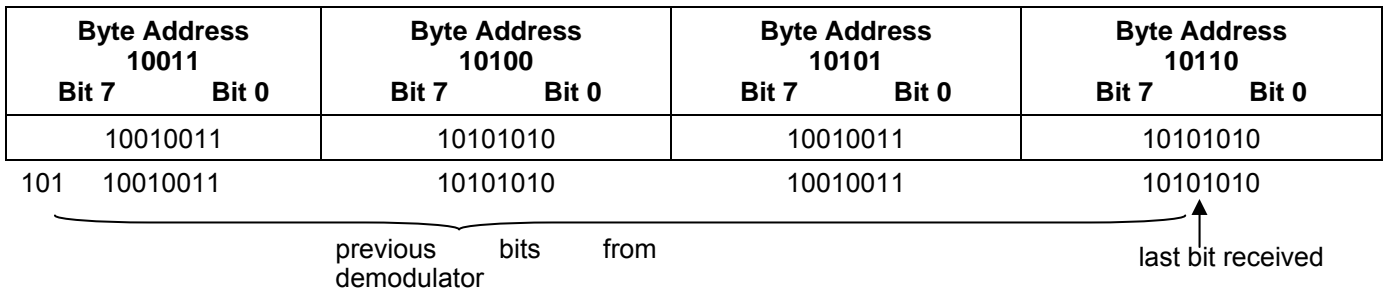 Byte Address Byte Address Byte Address Byte Address
10011 10100 10101 10110
Bit 7 Bit 0 Bit 7 Bit 0 Bit 7 Bit 0 Bit 7 Bit 0
10010011 10101010 10010011 10101010
101 10010011 10101010 10010011 10101010
previous bits from last bit received
demodulator